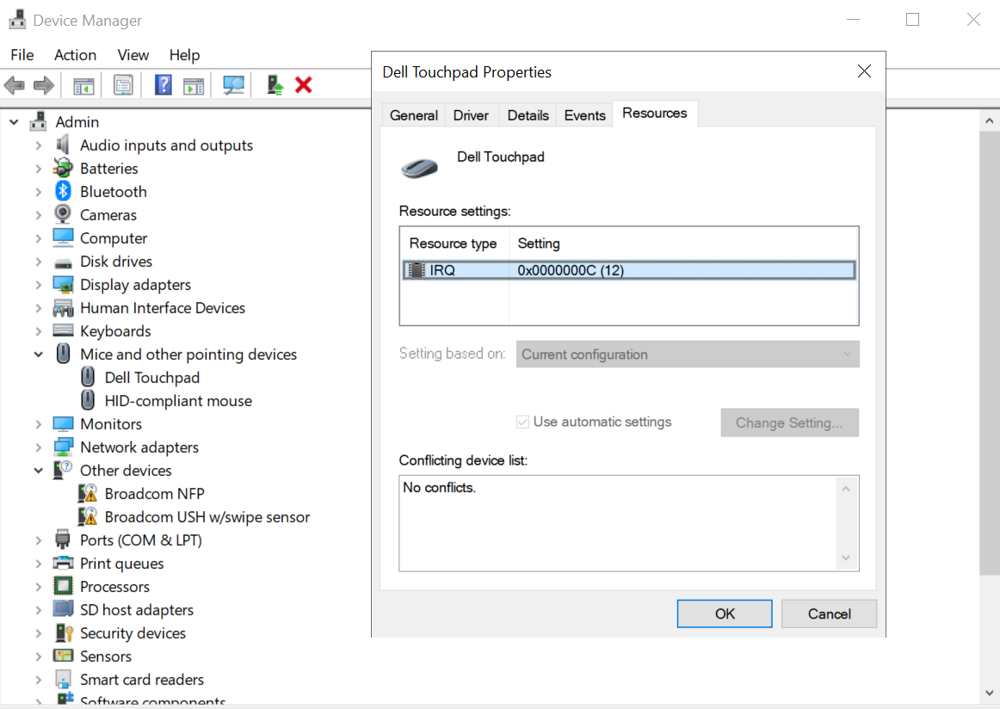 Device Manager
File Action View Help
Admin
Audio inputs and outputs
Batteries
Bluetooth
Cameras
Computer
Disk drives
Display adapters
Human Interface Devices
Keyboards
Mice and other pointing devices
Dell Touchpad
HID-compliant mouse
Monitors
Network adapters
Other devices
Broadcom NFP
Broadcom USH w/swipe sensor
Ports (COM & LPT)
Print queues
Processors
SD host adapters
Security devices
Sensors
Smart card readers
Software components
Dell Touchpad Properties
General Driver Details Events Resources
Dell Touchpad
Resource settings:
Resource type Setting
IRQ 0x0000000C (12)
Setting based on: Current configuration
Use automatic settings Change Setting...
Conflicting device list:
No conflicts.
OK Cancel